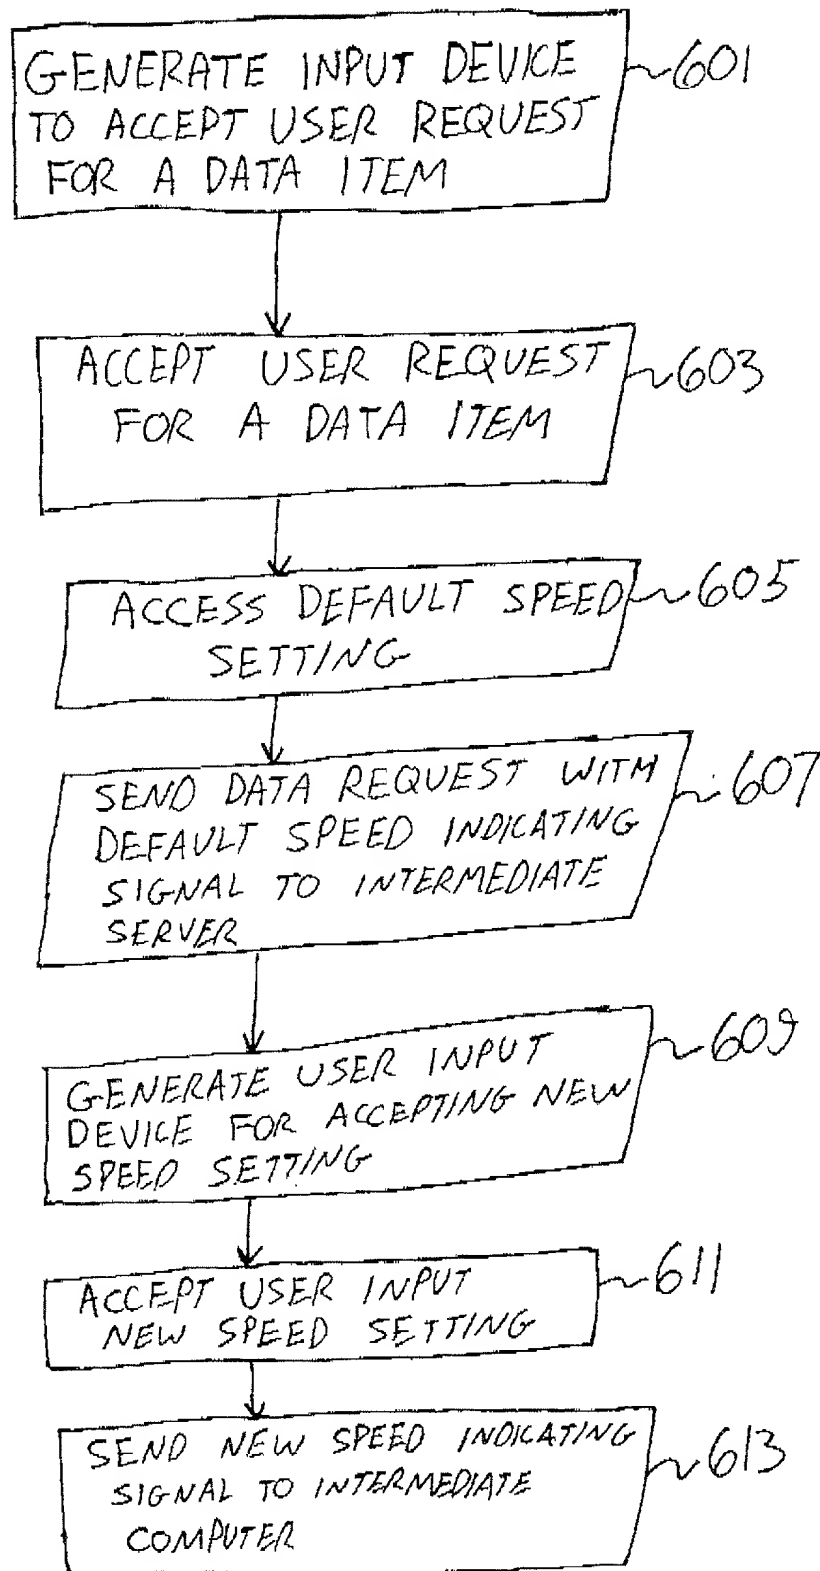 GENERATE INPUT DEVICE
TO ACCEPT USER REQUEST
FOR A DATA ITEM
601
ACCEPT USER REQUEST
FOR A DATA ITEM
603
ACCESS DEFAULT SPEED
SETTING
605
SEND DATA REQUEST WITH
DEFAULT SPEED INDICATING
SIGNAL TO INTERMEDIATE
SERVER
607
GENERATE USER INPUT
DEVICE FOR ACCEPTING NEW
SPEED SETTING
609
ACCEPT USER INPUT
NEW SPEED SETTING
611
SEND NEW SPEED INDICATING
SIGNAL TO INTERMEDIATE
COMPUTER
613